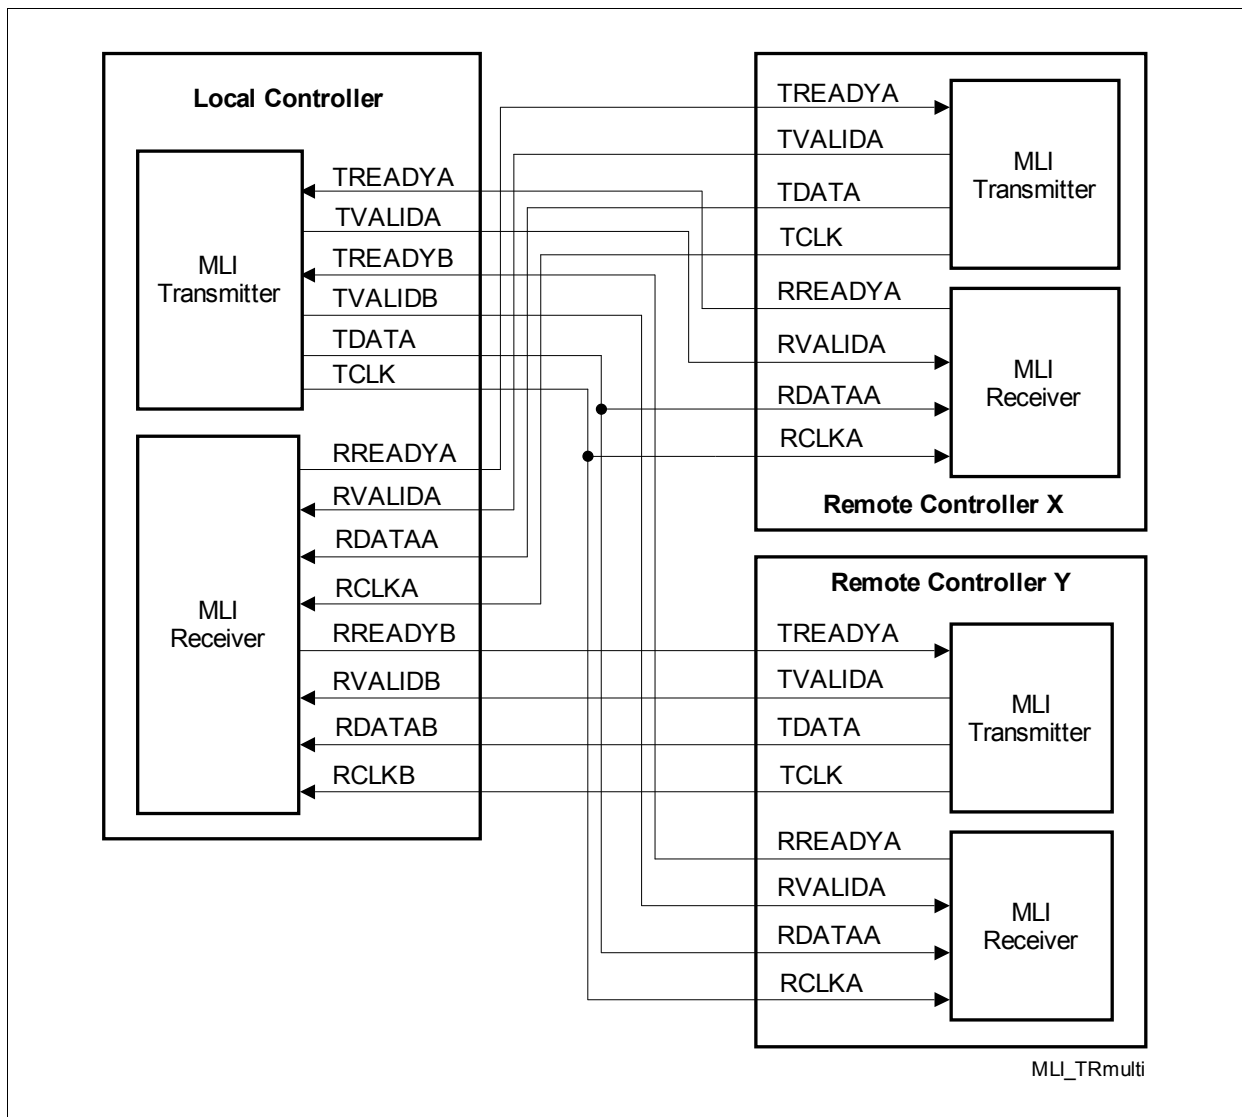 Local Controller
MLI
Transmitter
TREADYA
TVALIDA
TREADYB
TVALIDB
TDATA
TCLK
MLI
Receiver
RREADYA
RVALIDA
RDATAA
RCLKA
RREADYB
RVALIDB
RDATAB
RCLKB
TREADYA
TVALIDA
TDATA
TCLK
MLI
Transmitter
RREADYA
RVALIDA
RDATAA
RCLKA
MLI
Receiver
Remote Controller X
Remote Controller Y
TREADYA
TVALIDA
TDATA
TCLK
MLI
Transmitter
RREADYA
RVALIDA
RDATAA
RCLKA
MLI
Receiver
MLI_TRmulti